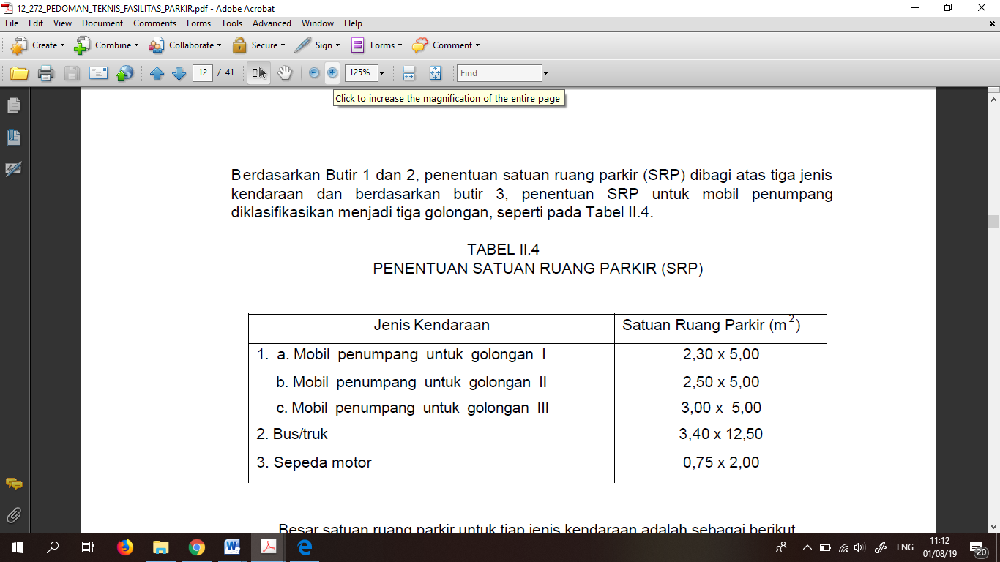 12_272_PEDOMAN_TEKNIS_FASILITAS_PARKIR.pdf - Adobe Acrobat
File Edit View Document Comments Forms Tools Advanced Window Help
Create Combine Collaborate Secure Sign Forms Comment
12 / 41 125% Find
Click to increase the magnification of the entire page
Berdasarkan Butir 1 dan 2, penentuan satuan ruang parkir (SRP) dibagi atas tiga jenis
kendaraan dan berdasarkan butir 3, penentuan SRP untuk mobil penumpang
diklasifikasikan menjadi tiga golongan, seperti pada Tabel II.4.
TABEL II.4
PENENTUAN SATUAN RUANG PARKIR (SRP)
Jenis Kendaraan Satuan Ruang Parkir (m²)
1. a. Mobil penumpang untuk golongan I 2,30 x 5,00
b. Mobil penumpang untuk golongan II 2,50 x 5,00
c. Mobil penumpang untuk golongan III 3,00 x 5,00
2. Bus/truk 3,40 x 12,50
3. Sepeda motor 0,75 x 2,00
Besar satuan ruang parkir untuk tiap jenis kendaraan adalah sebagai berikut
ENG 11:12
01/08/19 20